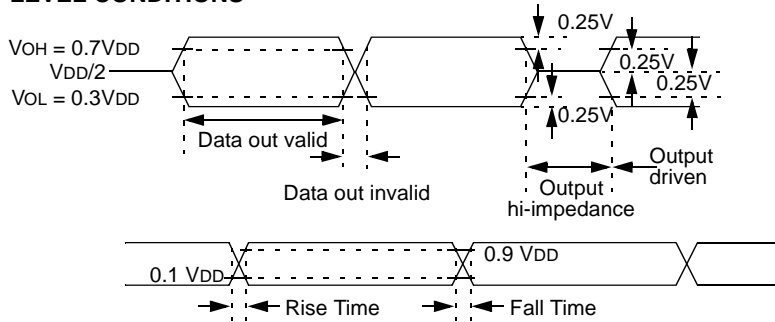 LEVEL CONDITIONS
0.25V
VOH = 0.7VDD
VDD/2
0.25V
0.25V
VOL = 0.3VDD
0.25V
Data out valid
Data out invalid
Output
driven
Output
hi-impedance
0.9 VDD
0.1 VDD
Rise Time
Fall Time